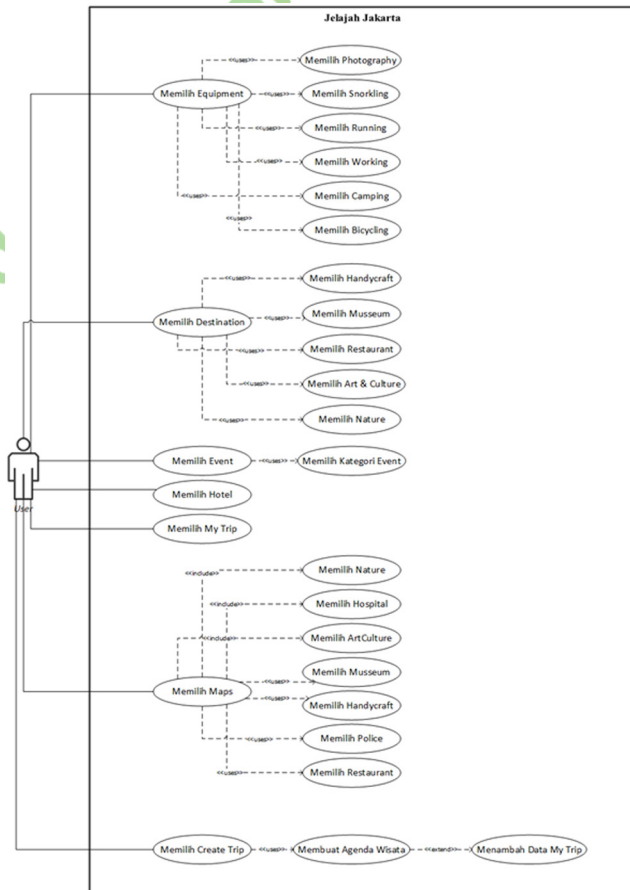 Jelajah Jakarta
<<uses>>
Memilih Photography
Memilih Equipment
<<uses>>
Memilih Snorkling
<<uses>>
Memilih Running
<<uses>>
Memilih Working
<<uses>>
Memilih Camping
<<uses>>
Memilih Bicycling
<<uses>>
Memilih Handycraft
Memilih Destination
<<uses>>
Memilih Musseum
<<uses>>
Memilih Restaurant
<<uses>>
Memilih Art & Culture
<<uses>>
Memilih Nature
Memilih Event
<<uses>>
Memilih Kategori Event
Memilih Hotel
User
Memilih My Trip
<<include>>
Memilih Nature
<<include>>
Memilih Hospital
<<include>>
Memilih ArtCulture
Memilih Maps
<<uses>>
Memilih Musseum
<<uses>>
Memilih Handycraft
<<uses>>
Memilih Police
<<uses>>
Memilih Restaurant
Memilih Create Trip
<<uses>>
Membuat Agenda Wisata
<<extend>>
Menambah Data My Trip